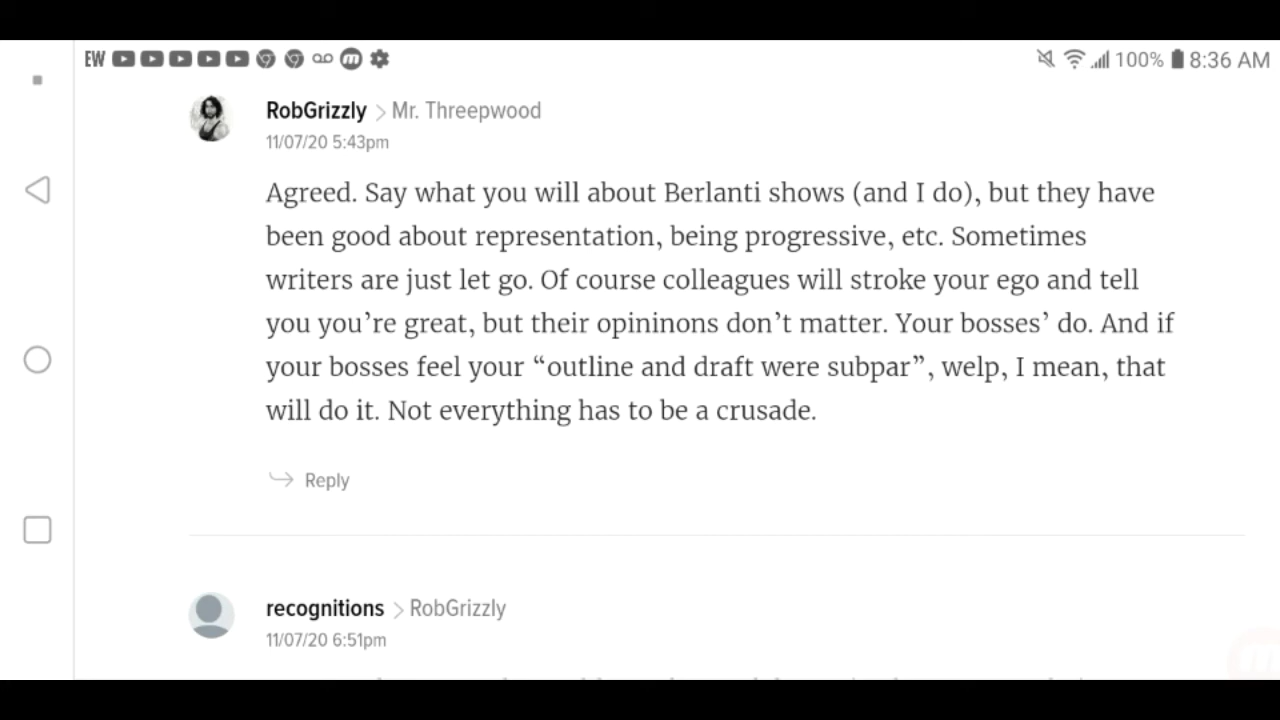 EW 100% 8:36 AM
RobGrizzly > Mr. Threepwood
11/07/20 5:43pm
Agreed. Say what you will about Berlanti shows (and I do), but they have
been good about representation, being progressive, etc. Sometimes
writers are just let go. Of course colleagues will stroke your ego and tell
you you’re great, but their opininons don’t matter. Your bosses’ do. And if
your bosses feel your “outline and draft were subpar”, welp, I mean, that
will do it. Not everything has to be a crusade.
Reply
recognitions > RobGrizzly
11/07/20 6:51pm